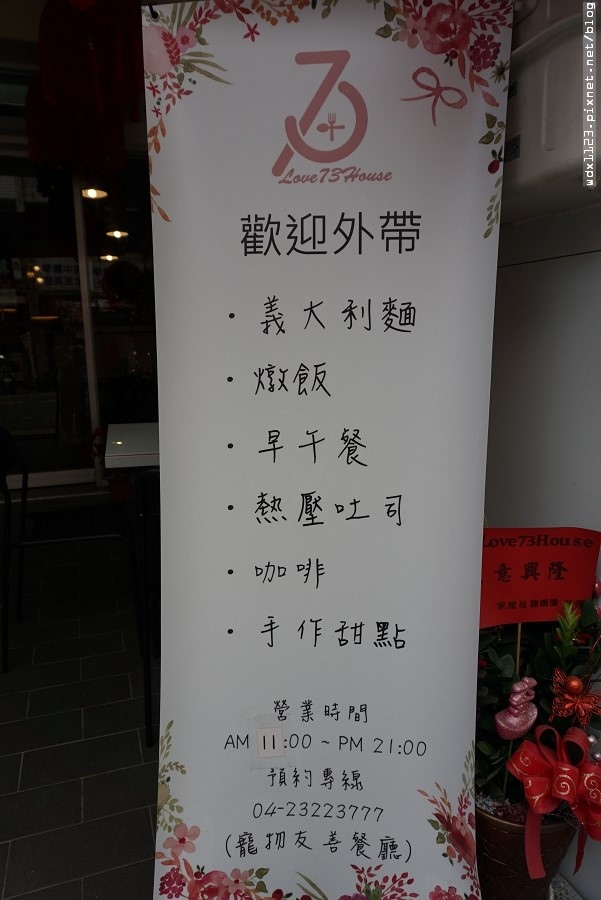 73
Love73House
歡迎外帶
· 義大利麵
· 燉飯
· 早午餐
· 熱壓吐司
· 咖啡
· 手作甜點
營業時間
AM 11:00 ~ PM 21:00
預約專線
04-23223777
(寵物友善餐廳)
Love73House
意興隆
wdx1123.pixnet.net/blog